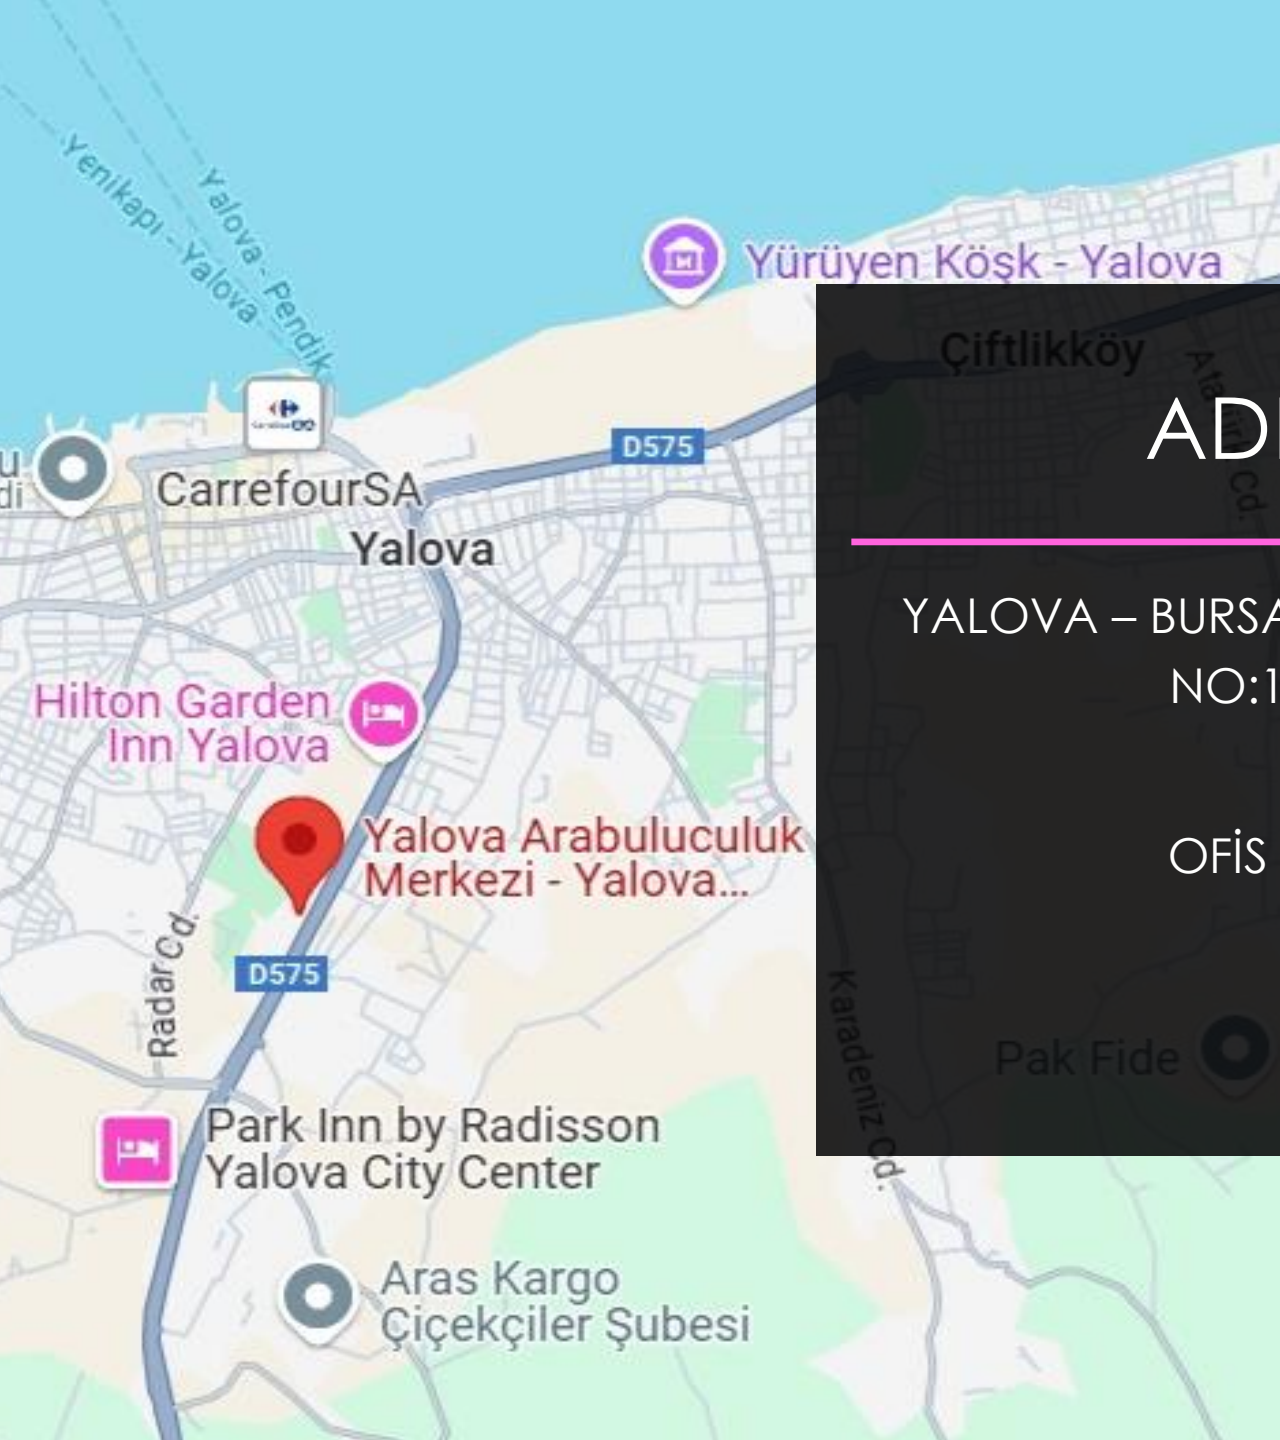 Yenikapı - Yalova
Yalova - Pendik
Yürüyen Köşk - Yalova
Çiftlikköy
Atatürk Cd.
D575
CarrefourSA
Yalova
Hilton Garden
Inn Yalova
Yalova Arabuluculuk
Merkezi - Yalova...
D575
Radar Cd.
Karadeniz Cd.
Pak Fide
Park Inn by Radisson
Yalova City Center
Aras Kargo
Çiçekçiler Şubesi
YALOVA – BURSA
NO:1
OFİS